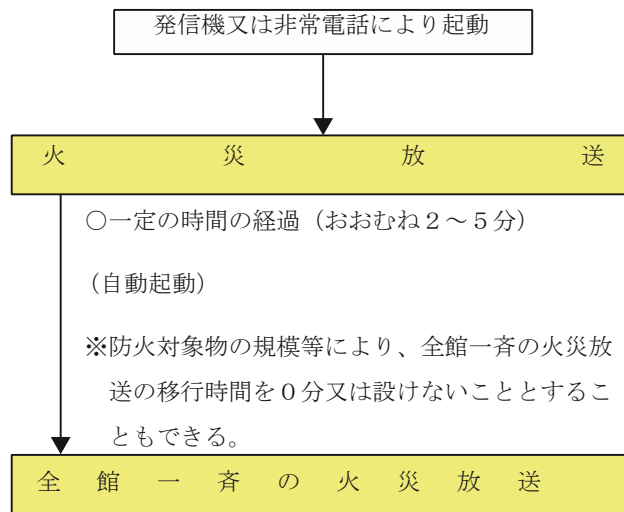 発信機又は非常電話により起動
火災放送
○一定の時間の経過（おおむね２～５分）
（自動起動）
※防火対象物の規模等により、全館一斉の火災放
送の移行時間を０分又は設けないこととするこ
ともできる。
全館一斉の火災放送